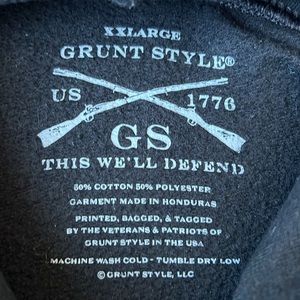 XXLARGE
GRUNT STYLE®
US 1776
GS
THIS WE'LL DEFEND
50% COTTON 50% POLYESTER
GARMENT MADE IN HONDURAS
PRINTED, BAGGED, & TAGGED
BY THE VETERANS & PATRIOTS OF
GRUNT STYLE IN THE USA
MACHINE WASH COLD - TUMBLE DRY LOW
© GRUNT STYLE, LLC